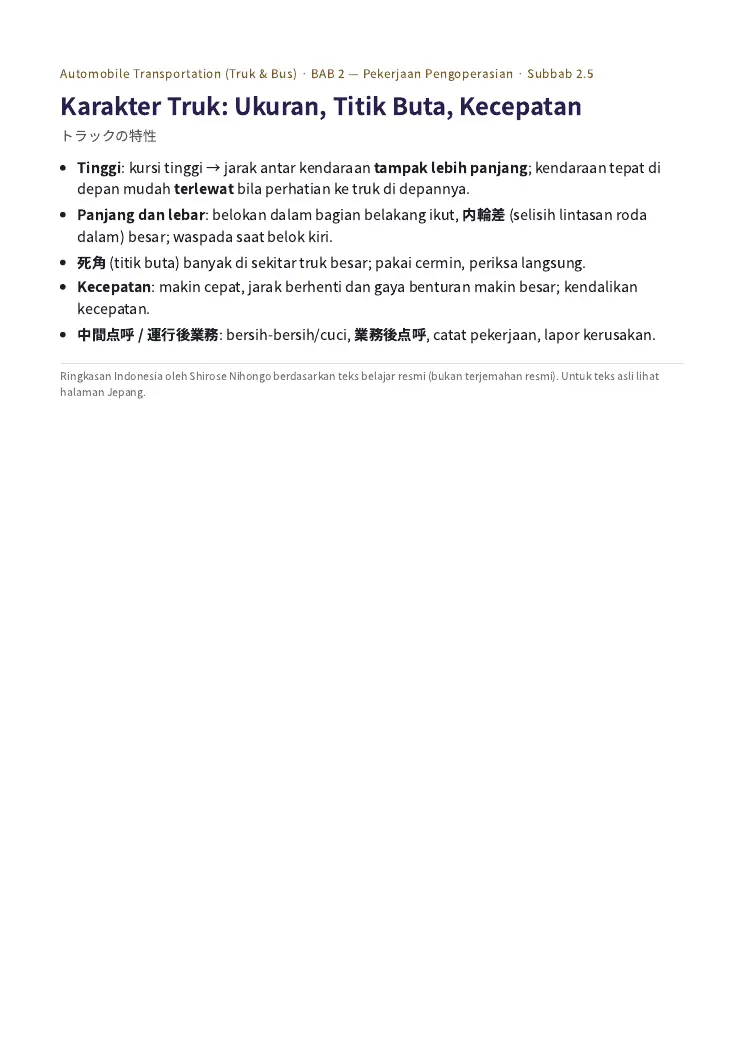 Automobile Transportation (Truk & Bus) · BAB 2 — Pekerjaan Pengoperasian · Subbab 2.5
Karakter Truk: Ukuran, Titik Buta, Kecepatan
トラックの特性
• Tinggi: kursi tinggi → jarak antar kendaraan tampak lebih panjang; kendaraan tepat di
depan mudah terlewat bila perhatian ke truk di depannya.
• Panjang dan lebar: belokan dalam bagian belakang ikut, 内輪差 (selisih lintasan roda
dalam) besar; waspada saat belok kiri.
• 死角 (titik buta) banyak di sekitar truk besar; pakai cermin, periksa langsung.
• Kecepatan: makin cepat, jarak berhenti dan gaya benturan makin besar; kendalikan
kecepatan.
• 中間点呼 / 運行後業務: bersih-bersih/cuci, 業務後点呼, catat pekerjaan, lapor kerusakan.
Ringkasan Indonesia oleh Shirose Nihongo berdasarkan teks belajar resmi (bukan terjemahan resmi). Untuk teks asli lihat
halaman Jepang.